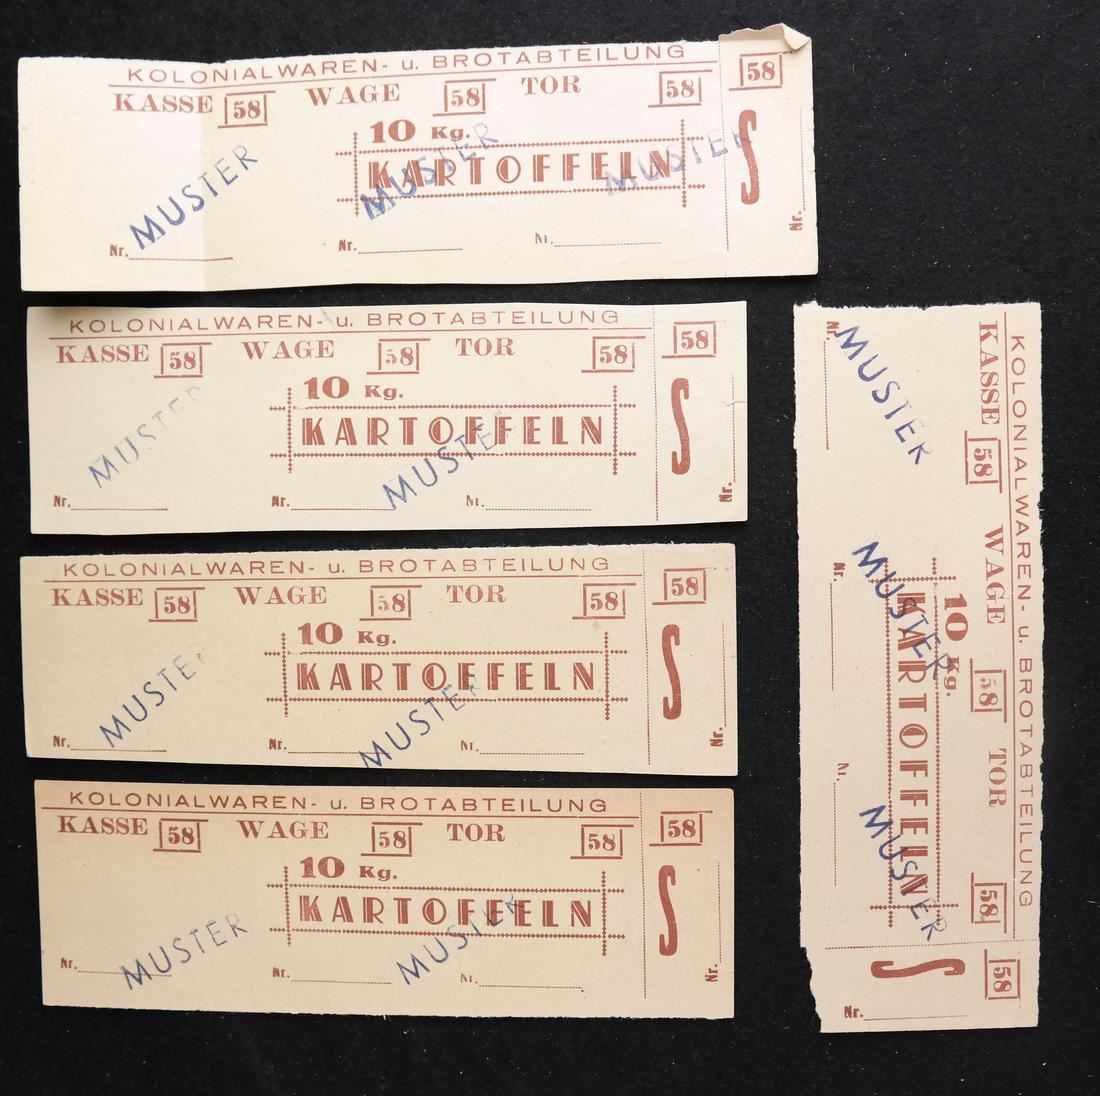 KOLONIALWAREN- u. BROTABTEILUNG
KASSE 58 WAGE 58 TOR 58 58
10 Kg.
KARTOFFELN
S
MUSTER MUSTER MUSTER
Nr. Nr. Nr. Nr.
KOLONIALWAREN- u. BROTABTEILUNG
KASSE 58 WAGE 58 TOR 58 58
10 Kg.
KARTOFFELN
S
MUSTER MUSTER
Nr. Nr. Nr. Nr.
KOLONIALWAREN- u. BROTABTEILUNG
KASSE 58 WAGE 58 TOR 58 58
10 Kg.
KARTOFFELN
S
MUSTER MUSTER
Nr. Nr. Nr. Nr.
KOLONIALWAREN- u. BROTABTEILUNG
KASSE 58 WAGE 58 TOR 58 58
10 Kg.
KARTOFFELN
S
MUSTER MUSTER
Nr. Nr. Nr. Nr.
KOLONIALWAREN- u. BROTABTEILUNG
KASSE 58 WAGE 58 TOR 58 58
10 Kg.
KARTOFFELN
S
MUSTER MUSTER MUSTER
Nr. Nr. Nr. Nr.